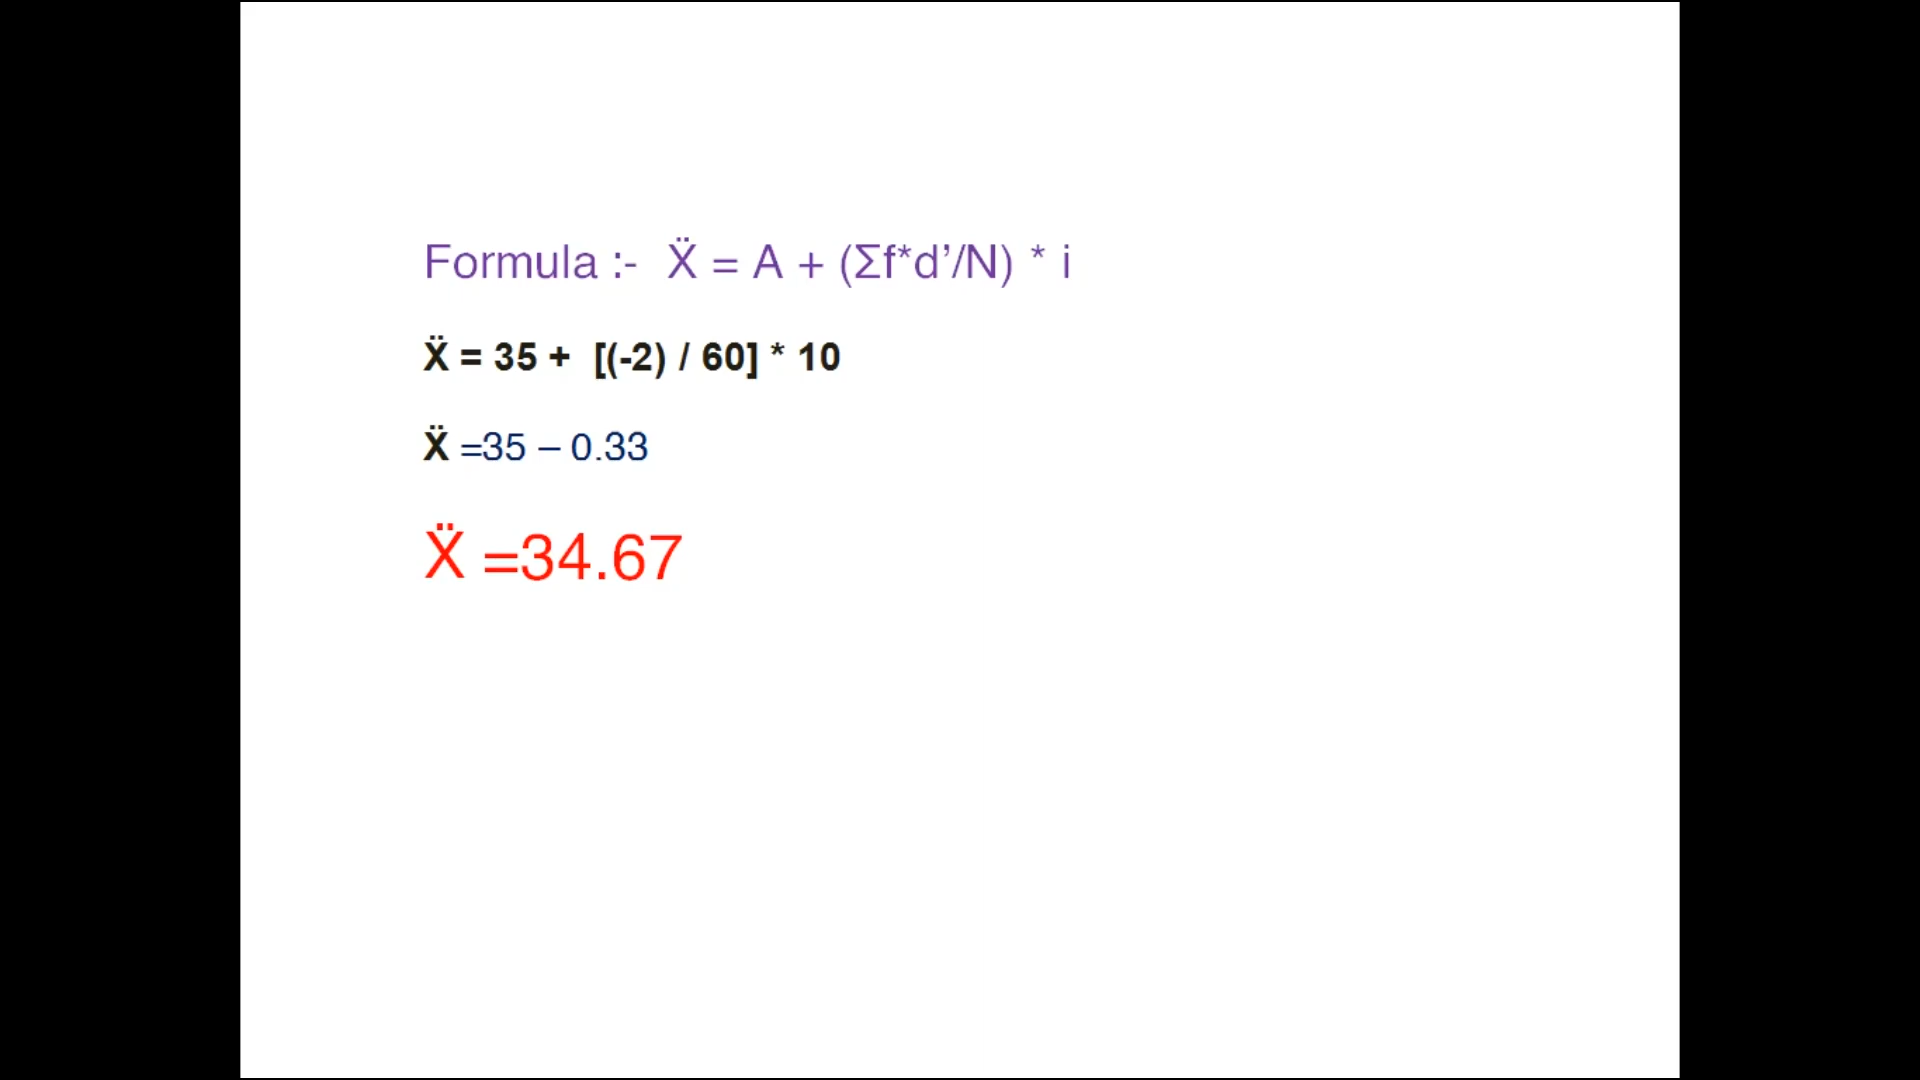 Formula :- Ẍ = A + (Σf*d’/N) * i
Ẍ = 35 + [(-2) / 60] * 10
Ẍ =35 – 0.33
Ẍ =34.67